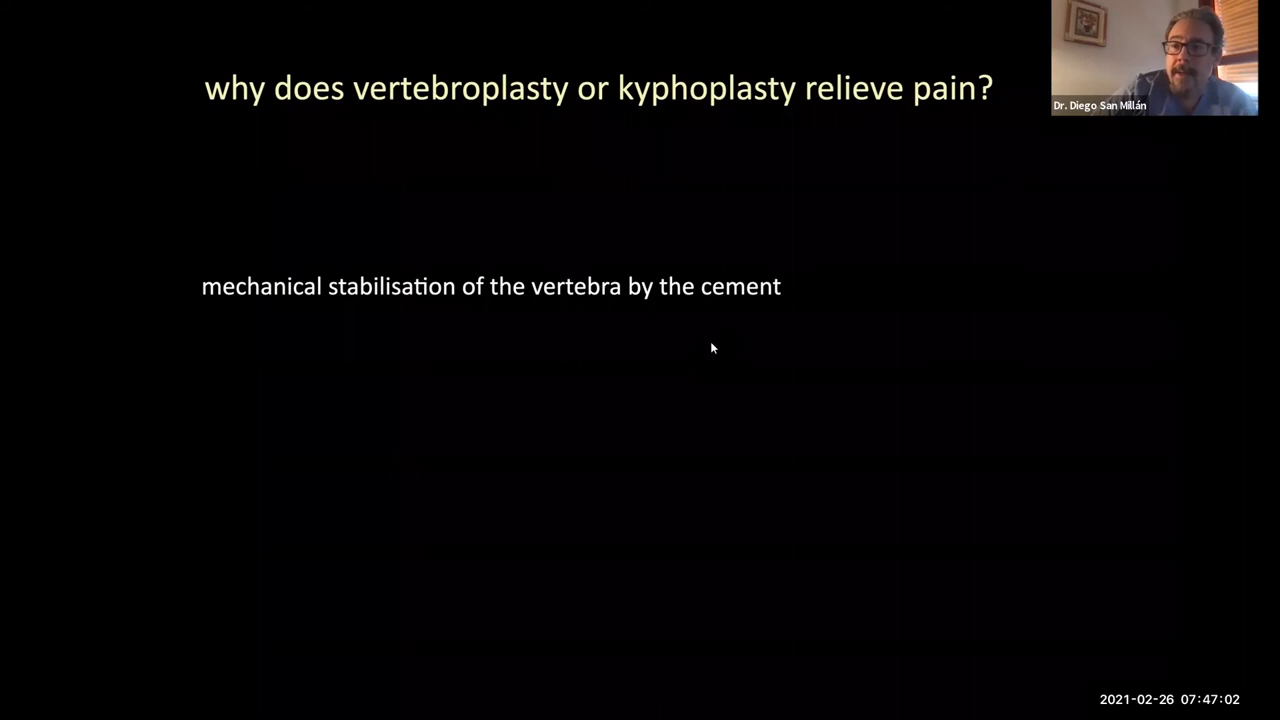 why does vertebroplasty or kyphoplasty relieve pain?
Dr. Diego San Millán
mechanical stabilisation of the vertebra by the cement
2021-02-26 07:47:02